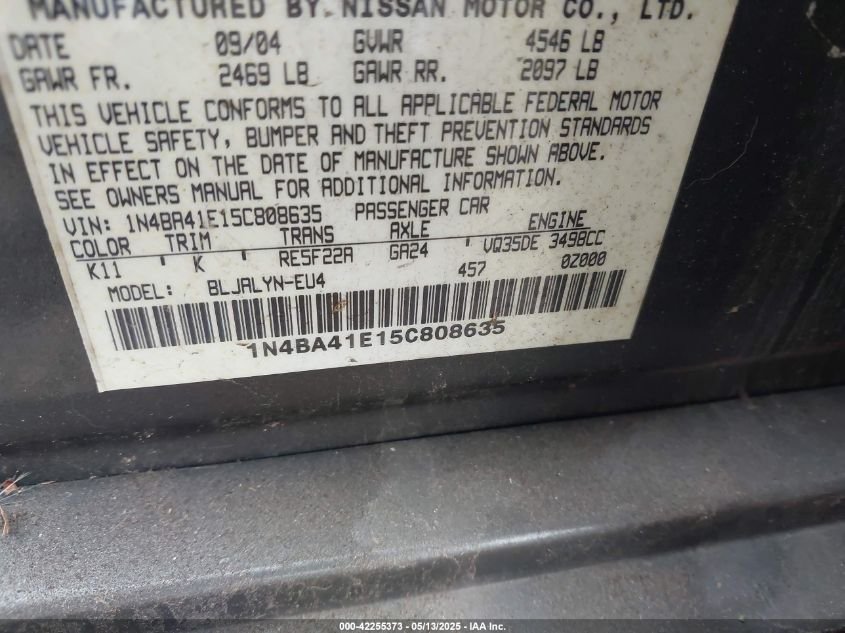 MANUFACTURED BY NISSAN MOTOR CO., LTD.
DATE 09/04 GVWR 4546 LB
GAWR FR. 2469 LB GAWR RR. 2097 LB
THIS VEHICLE CONFORMS TO ALL APPLICABLE FEDERAL MOTOR
VEHICLE SAFETY, BUMPER AND THEFT PREVENTION STANDARDS
IN EFFECT ON THE DATE OF MANUFACTURE SHOWN ABOVE.
SEE OWNERS MANUAL FOR ADDITIONAL INFORMATION.
VIN: 1N4BA41E15C808635 PASSENGER CAR
COLOR TRIM TRANS AXLE ENGINE
K11 K RE5F22A GA24 VQ35DE 3498CC
457 0Z000
MODEL: BLJALYN-EU4
1N4BA41E15C808635
000-42255373 - 05/13/2025 - IAA Inc.